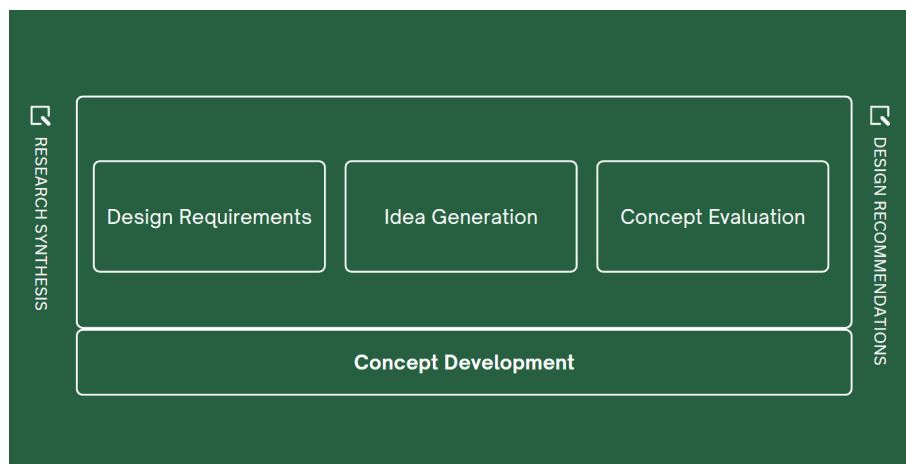 RESEARCH SYNTHESIS
Design Requirements
Idea Generation
Concept Evaluation
Concept Development
DESIGN RECOMMENDATIONS